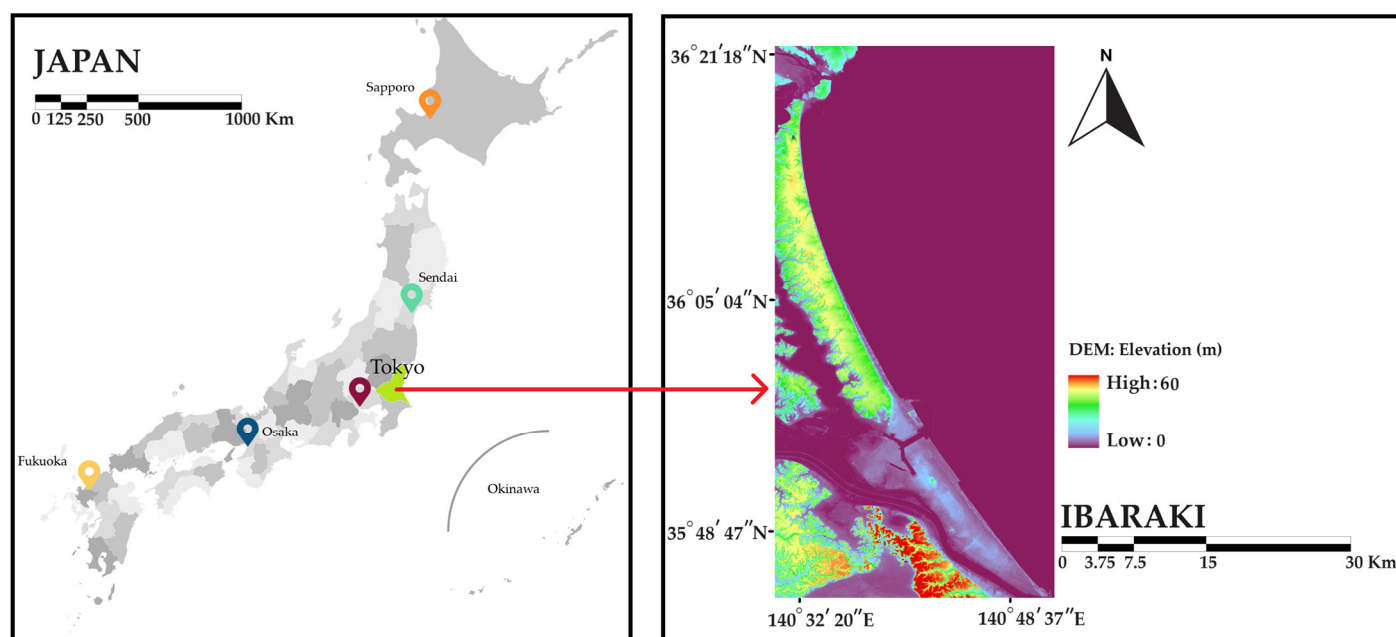 JAPAN
0 125 250 500 1000 Km
Sapporo
Sendai
Tokyo
Osaka
Fukuoka
Okinawa
36° 21′ 18″N
36° 05′ 04″N
35° 48′ 47″N
140° 32′ 20″E
140° 48′ 37″E
N
DEM: Elevation (m)
High: 60
Low: 0
IBARAKI
0 3.75 7.5 15 30 Km